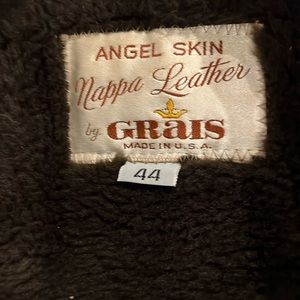 ANGEL SKIN
Nappa Leather
by GRaIS
MADE IN U.S.A.
44